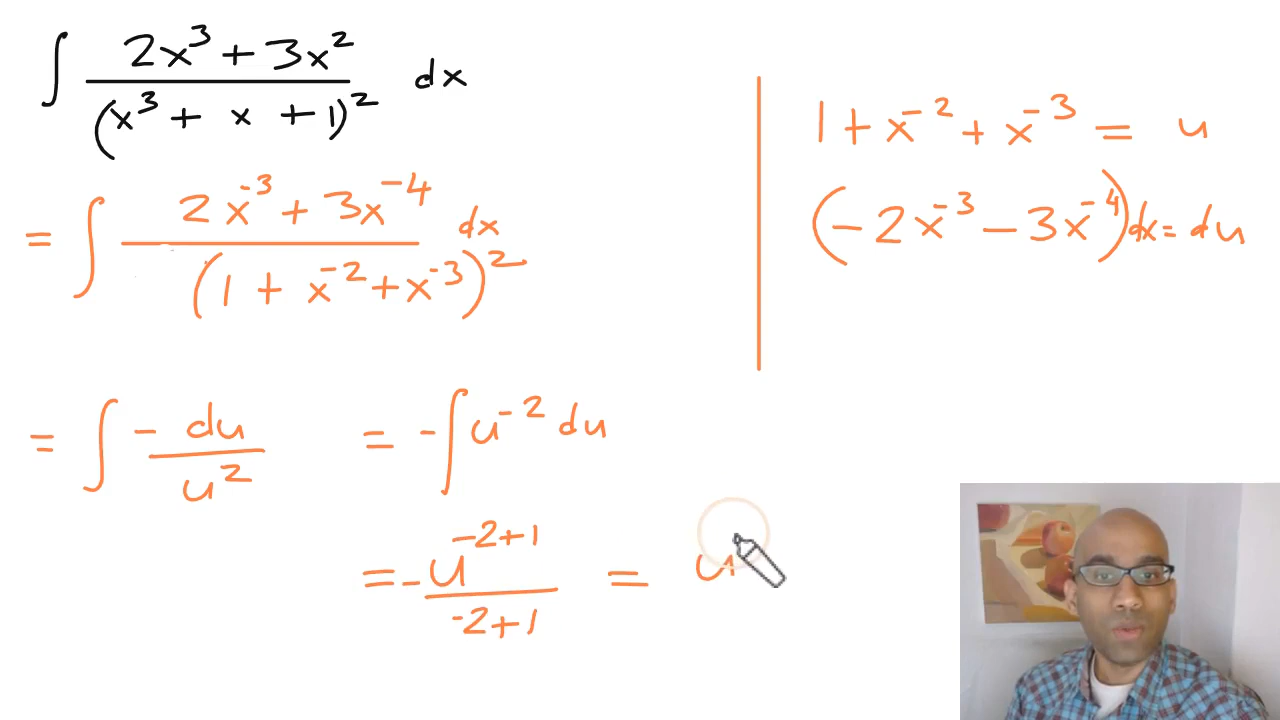 ∫ (2x³ + 3x²)/(x³ + x + 1)² dx
= ∫ (2x⁻³ + 3x⁻⁴)/(1 + x⁻² + x⁻³)² dx
= ∫ - du/u² = - ∫ u⁻² du
= - u⁻²⁺¹/(-2+1) = u
1 + x⁻² + x⁻³ = u
(-2x⁻³ - 3x⁻⁴) dx = du